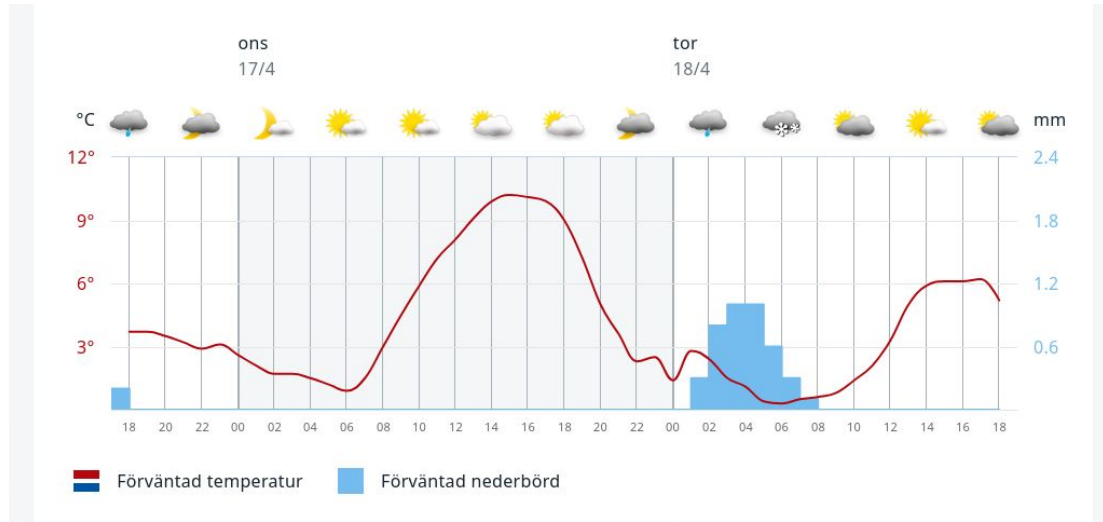 ons
17/4
tor
18/4
°C
mm
12°
2.4
9°
1.8
6°
1.2
3°
0.6
18 20 22 00 02 04 06 08 10 12 14 16 18 20 22 00 02 04 06 08 10 12 14 16 18
Förväntad temperatur
Förväntad nederbörd